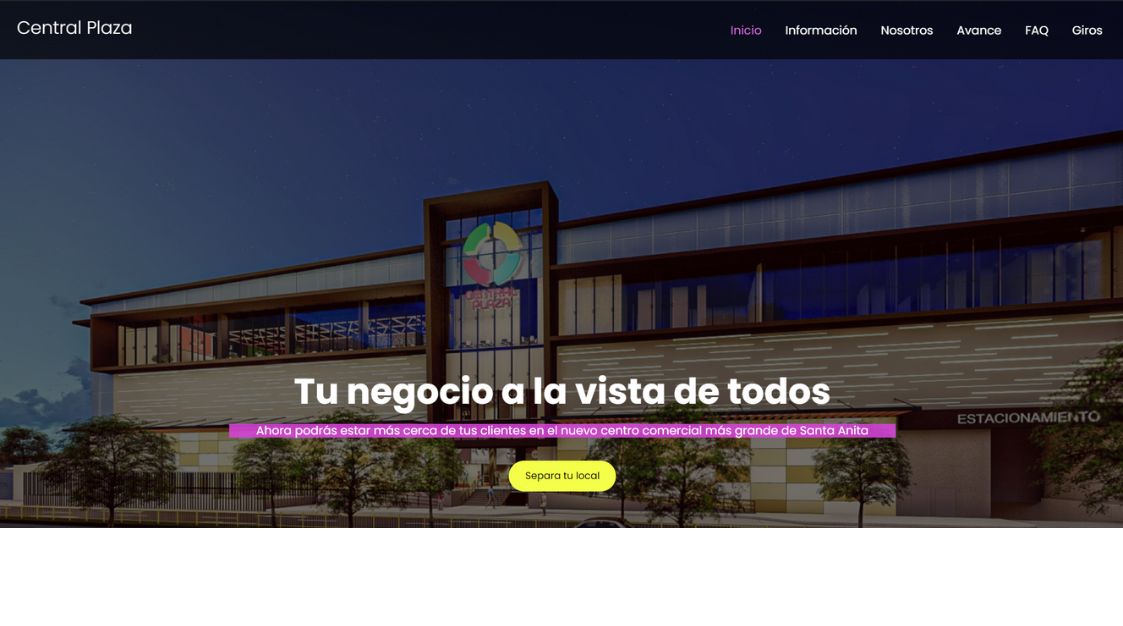 Central Plaza
Inicio Información Nosotros Avance FAQ Giros
CENTRAL
PLAZA
Tu negocio a la vista de todos
ESTACIONAMIENTO
Ahora podrás estar más cerca de tus clientes en el nuevo centro comercial más grande de Santa Anita
Separa tu local